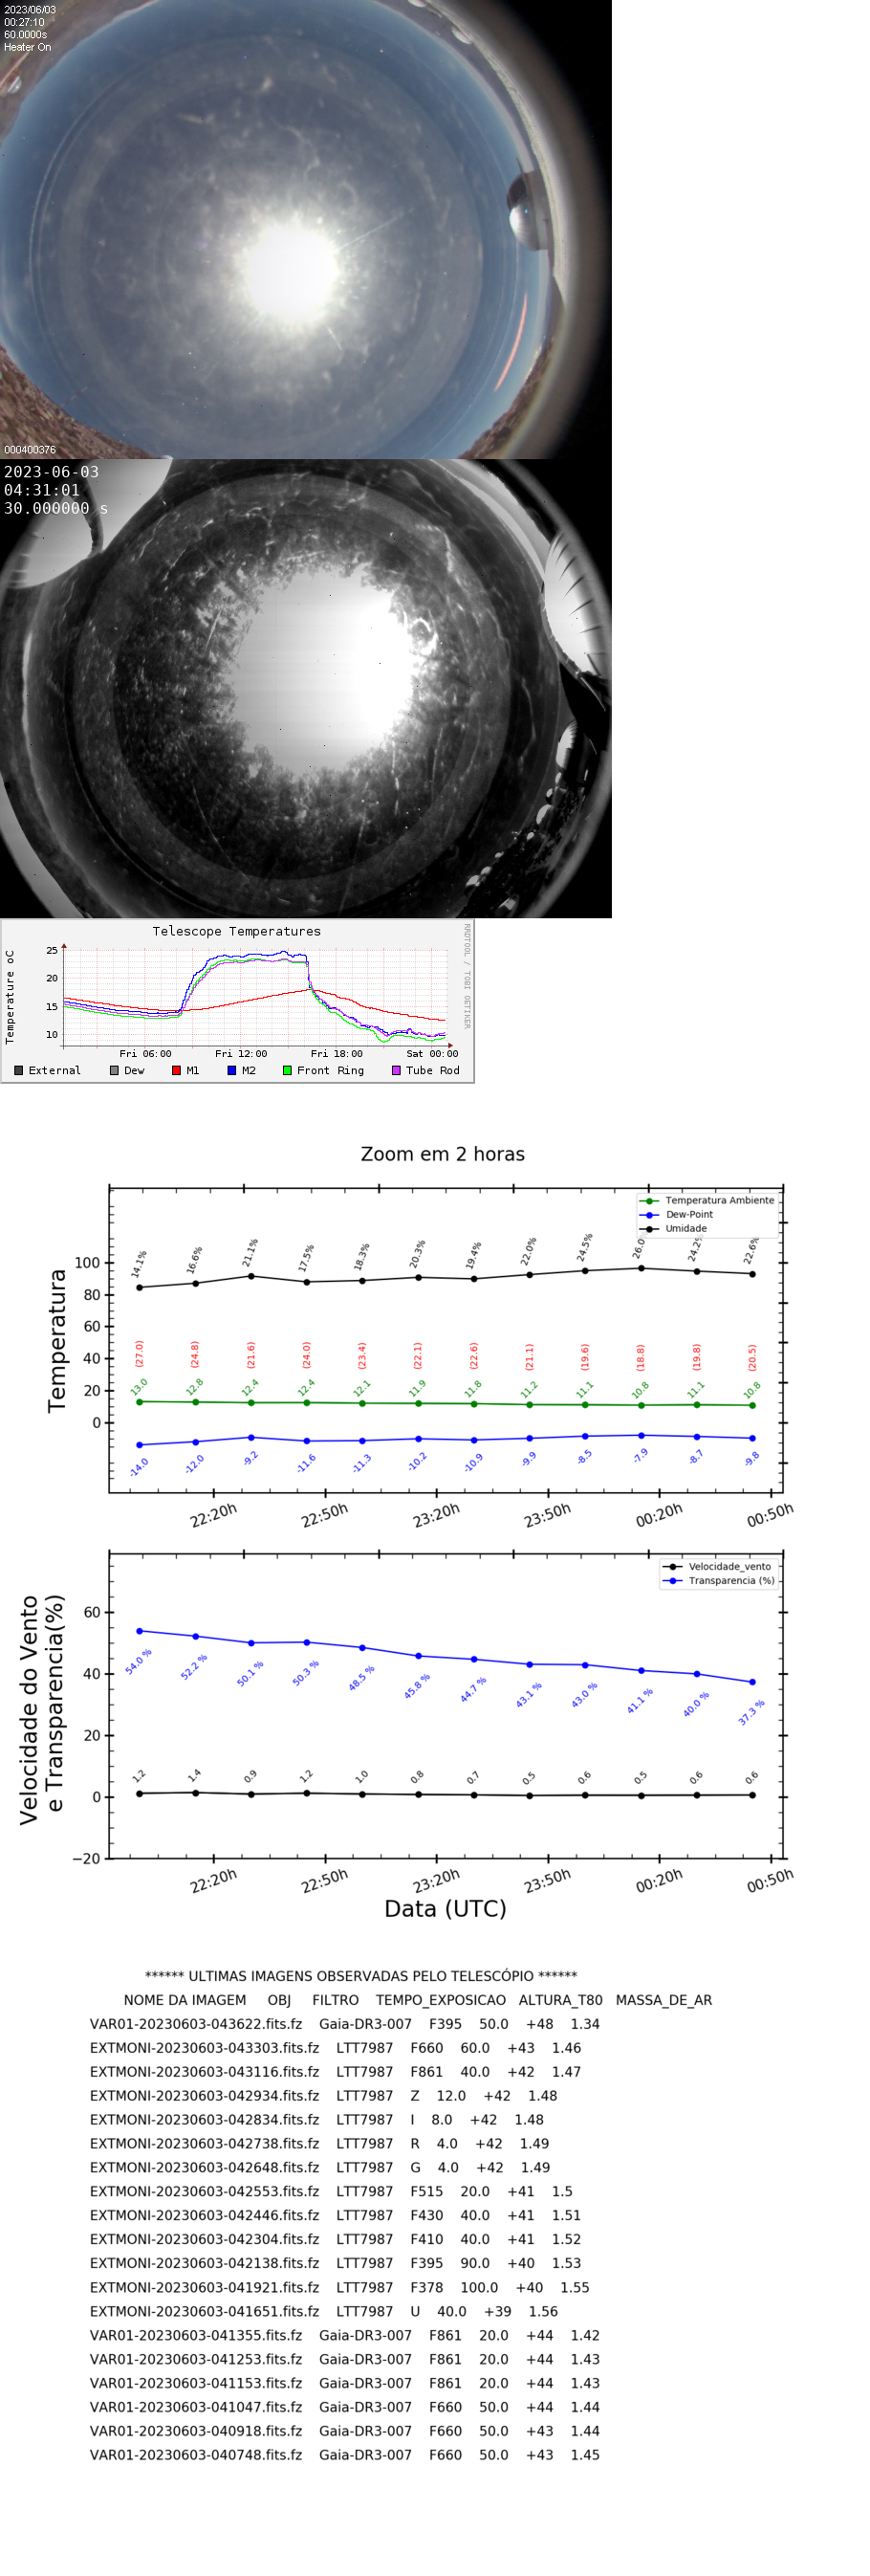 2023/06/03
00:27:10
60.0000s
Heater On
000400376
2023-06-03
04:31:01
30.000000 s
Telescope Temperatures
RRDTOOL / TOBI OETIKER
Temperature oC
25
20
15
10
Fri 06:00 Fri 12:00 Fri 18:00 Sat 00:00
External Dew M1 M2 Front Ring Tube Rod
Zoom em 2 horas
Temperatura Ambiente
Dew-Point
Umidade
Temperatura
100
80
60
40
20
0
14.1% 16.6% 21.1% 17.5% 18.3% 20.3% 19.4% 22.0% 24.5% 26.0 24.2% 22.6%
(27.0) (24.8) (21.6) (24.0) (23.4) (22.1) (22.6) (21.1) (19.6) (18.8) (19.8) (20.5)
13.0 12.8 12.4 12.4 12.1 11.9 11.8 11.2 11.1 10.8 11.1 10.8
-14.0 -12.0 -9.2 -11.6 -11.3 -10.2 -10.9 -9.9 -8.5 -7.9 -8.7 -9.8
22:20h 22:50h 23:20h 23:50h 00:20h 00:50h
Velocidade_vento
Transparencia (%)
Velocidade do Vento
e Transparencia(%)
60
40
20
0
−20
54.0 % 52.2 % 50.1 % 50.3 % 48.5 % 45.8 % 44.7 % 43.1 % 43.0 % 41.1 % 40.0 % 37.3 %
1.2 1.4 0.9 1.2 1.0 0.8 0.7 0.5 0.6 0.5 0.6 0.6
22:20h 22:50h 23:20h 23:50h 00:20h 00:50h
Data (UTC)
****** ULTIMAS IMAGENS OBSERVADAS PELO TELESCÓPIO ******
NOME DA IMAGEM OBJ FILTRO TEMPO_EXPOSICAO ALTURA_T80 MASSA_DE_AR
VAR01-20230603-043622.fits.fz Gaia-DR3-007 F395 50.0 +48 1.34
EXTMONI-20230603-043303.fits.fz LTT7987 F660 60.0 +43 1.46
EXTMONI-20230603-043116.fits.fz LTT7987 F861 40.0 +42 1.47
EXTMONI-20230603-042934.fits.fz LTT7987 Z 12.0 +42 1.48
EXTMONI-20230603-042834.fits.fz LTT7987 I 8.0 +42 1.48
EXTMONI-20230603-042738.fits.fz LTT7987 R 4.0 +42 1.49
EXTMONI-20230603-042648.fits.fz LTT7987 G 4.0 +42 1.49
EXTMONI-20230603-042553.fits.fz LTT7987 F515 20.0 +41 1.5
EXTMONI-20230603-042446.fits.fz LTT7987 F430 40.0 +41 1.51
EXTMONI-20230603-042304.fits.fz LTT7987 F410 40.0 +41 1.52
EXTMONI-20230603-042138.fits.fz LTT7987 F395 90.0 +40 1.53
EXTMONI-20230603-041921.fits.fz LTT7987 F378 100.0 +40 1.55
EXTMONI-20230603-041651.fits.fz LTT7987 U 40.0 +39 1.56
VAR01-20230603-041355.fits.fz Gaia-DR3-007 F861 20.0 +44 1.42
VAR01-20230603-041253.fits.fz Gaia-DR3-007 F861 20.0 +44 1.43
VAR01-20230603-041153.fits.fz Gaia-DR3-007 F861 20.0 +44 1.43
VAR01-20230603-041047.fits.fz Gaia-DR3-007 F660 50.0 +44 1.44
VAR01-20230603-040918.fits.fz Gaia-DR3-007 F660 50.0 +43 1.44
VAR01-20230603-040748.fits.fz Gaia-DR3-007 F660 50.0 +43 1.45